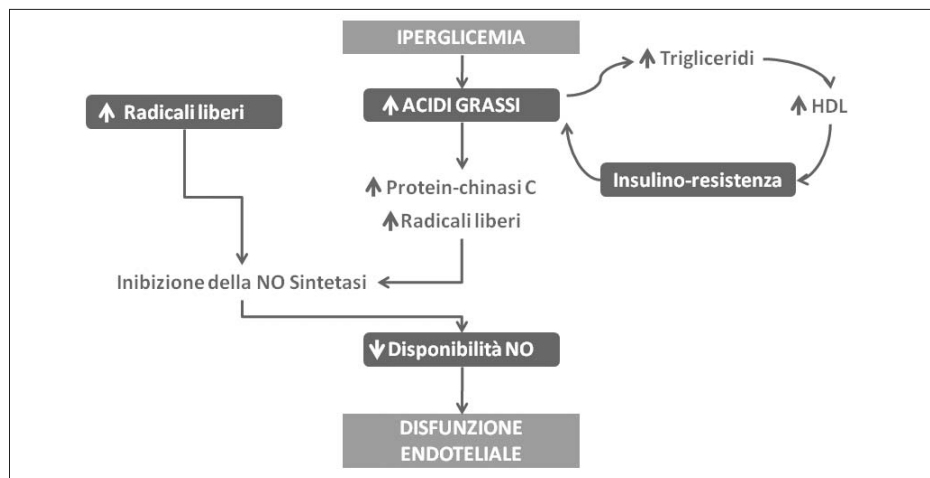 IPERGLICEMIA
↑ Trigliceridi
↑ Radicali liberi
↑ ACIDI GRASSI
↑ HDL
Insulino-resistenza
↑ Protein-chinasi C
↑ Radicali liberi
Inibizione della NO Sintetasi
↓ Disponibilità NO
DISFUNZIONE
ENDOTELIALE